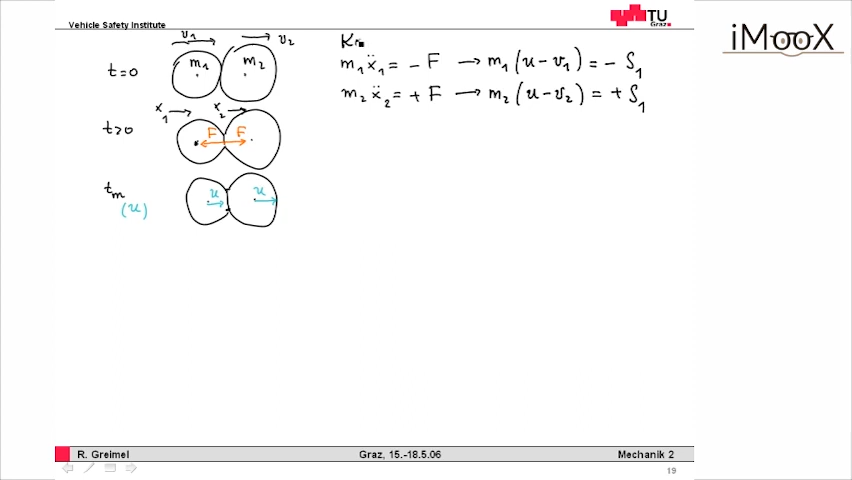 Vehicle Safety Institute
TU
Graz
iMooX
v₁ v₂
t=0 m₁ m₂
x₁ x₂
t>0 F F
tₘ u u
(u)
m₁ẍ₁ = - F → m₁(u-v₁) = - S₁
m₂ẍ₂ = + F → m₂(u-v₂) = + S₁
R. Greimel Graz, 15.-18.5.06 Mechanik 2
19